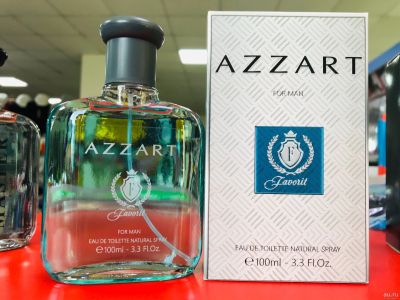 AZZART
F
Favorit
FOR MAN
EAU DE TOILETTE NATURAL SPRAY
℮100ml - 3.3 Fl.Oz.
AZZART
FOR MAN
F
Favorit
EAU DE TOILETTE NATURAL SPRAY
℮100ml - 3.3 Fl.Oz.